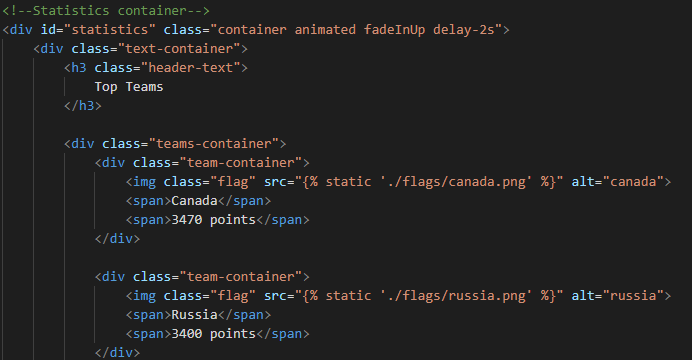 <!--Statistics container-->
<div id="statistics" class="container animated fadeInUp delay-2s">
<div class="text-container">
<h3 class="header-text">
Top Teams
</h3>
<div class="teams-container">
<div class="team-container">
<img class="flag" src="{% static './flags/canada.png' %}" alt="canada">
<span>Canada</span>
<span>3470 points</span>
</div>
<div class="team-container">
<img class="flag" src="{% static './flags/russia.png' %}" alt="russia">
<span>Russia</span>
<span>3400 points</span>
</div>